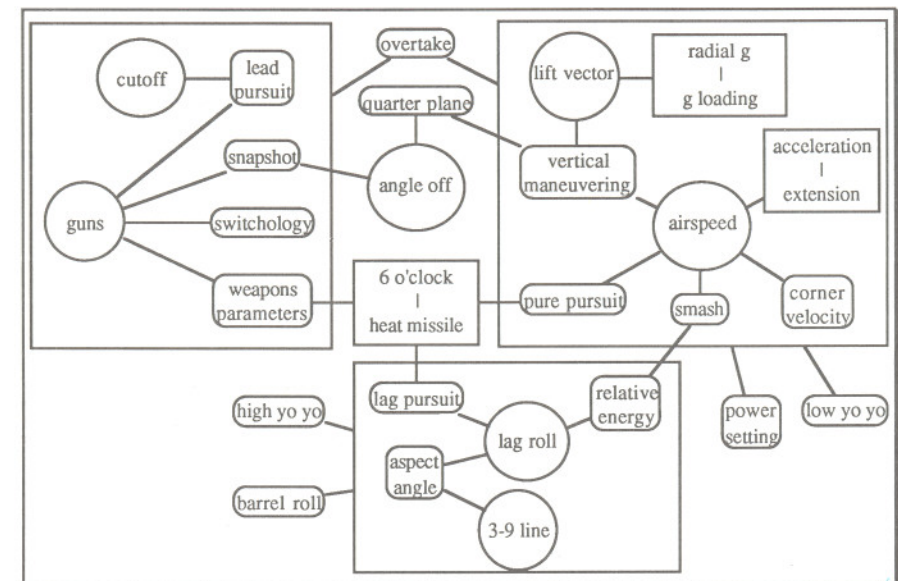 overtake
cutoff
lead
pursuit
lift vector
radial g
|
g loading
quarter plane
snapshot
angle off
vertical
maneuvering
acceleration
|
extension
guns
switchology
airspeed
weapons
parameters
6 o'clock
|
heat missile
pure pursuit
smash
corner
velocity
high yo yo
lag pursuit
relative
energy
power
setting
low yo yo
lag roll
aspect
angle
barrel roll
3-9 line